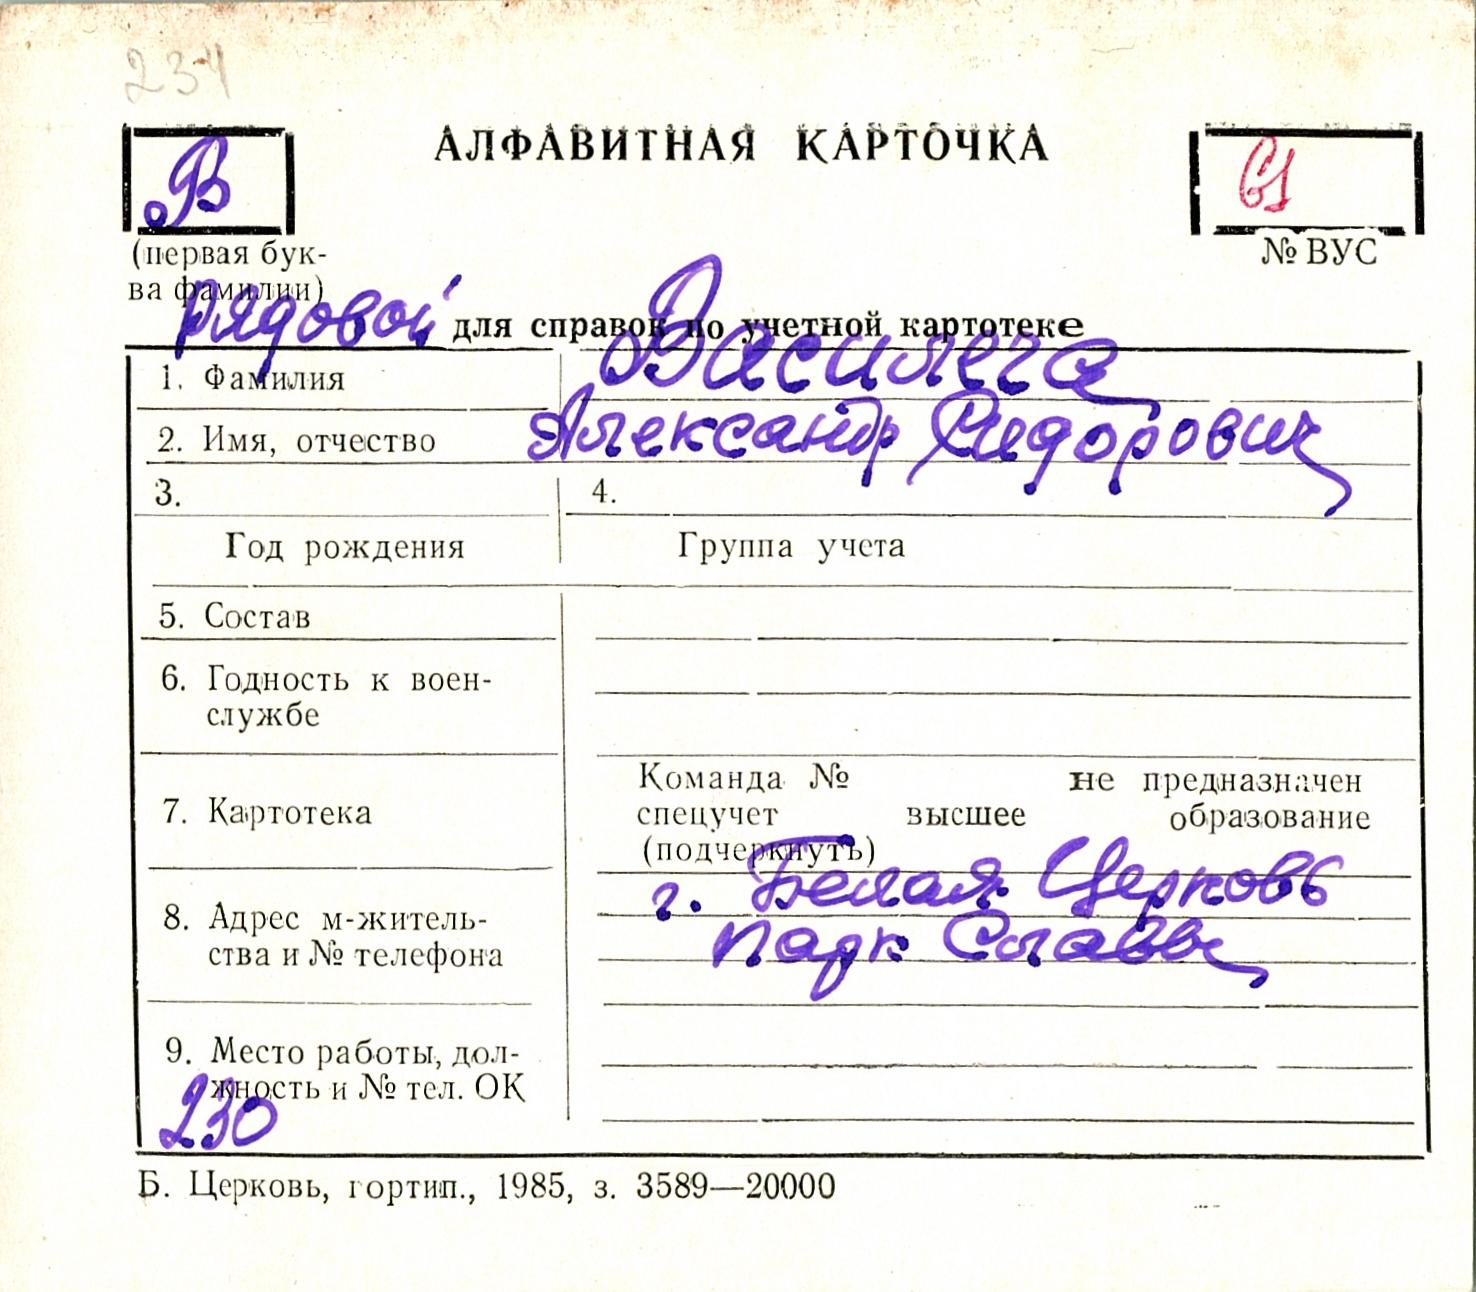 234
АЛФАВИТНАЯ КАРТОЧКА
В
(первая бук-
ва фамилии)
61
№ ВУС
рядовой
для справок по учетной картотеке
1. Фамилия Василега
2. Имя, отчество Александр Сидорович
3.
4.
Год рождения
Группа учета
5. Состав
6. Годность к воен-
службе
7. Картотека
Команда № не предназначен
спецучет высшее образование
(подчеркнуть)
8. Адрес м-житель-
ства и № телефона
г. Белая Церковь
парк Славы
9. Место работы, дол-
жность и № тел. ОК
230
Б. Церковь, гортип., 1985, з. 3589—20000